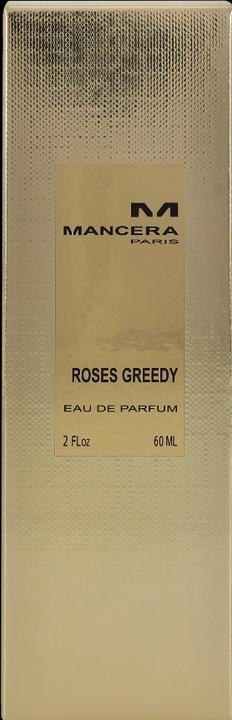 M
MANCERA
PARIS
ROSES GREEDY
EAU DE PARFUM
2 FLoz 60 ML